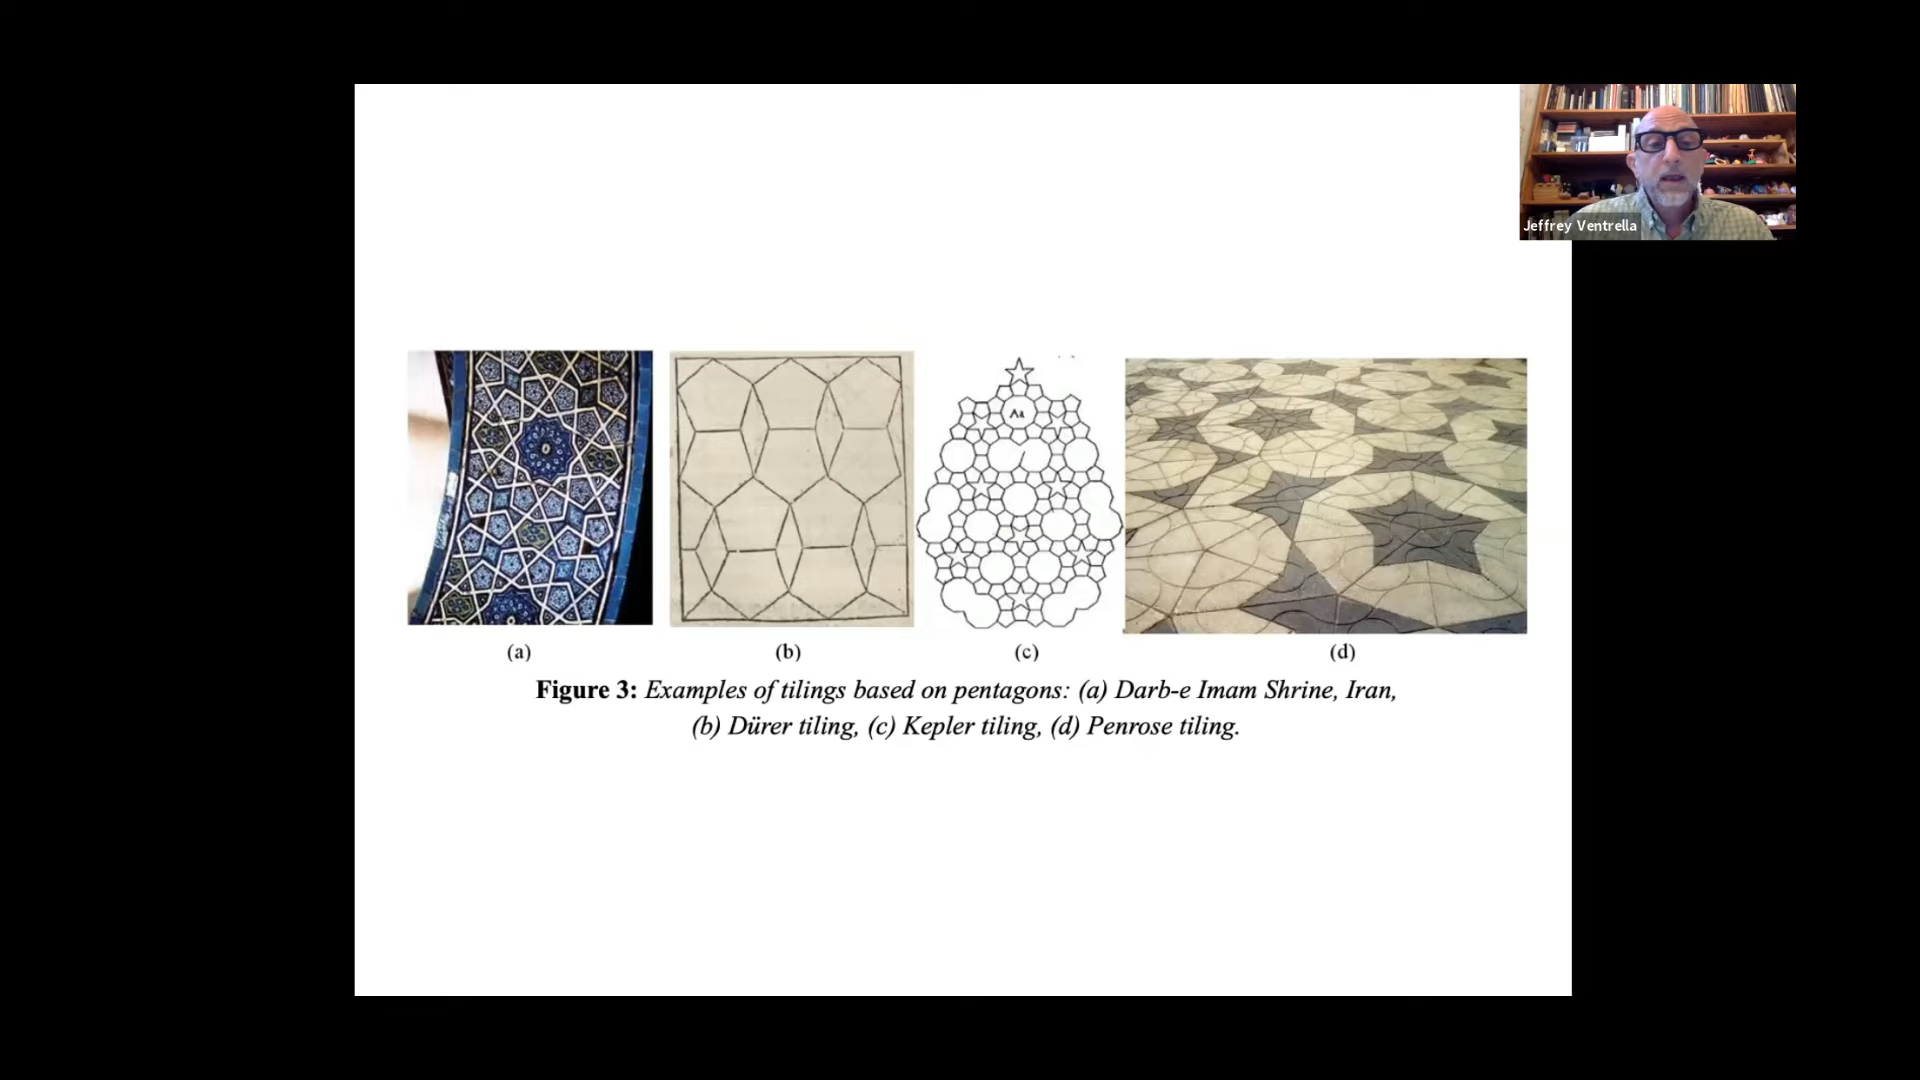 Jeffrey Ventrella
Aa
(a)
(b)
(c)
(d)
Figure 3: Examples of tilings based on pentagons: (a) Darb-e Imam Shrine, Iran,
(b) Dürer tiling, (c) Kepler tiling, (d) Penrose tiling.